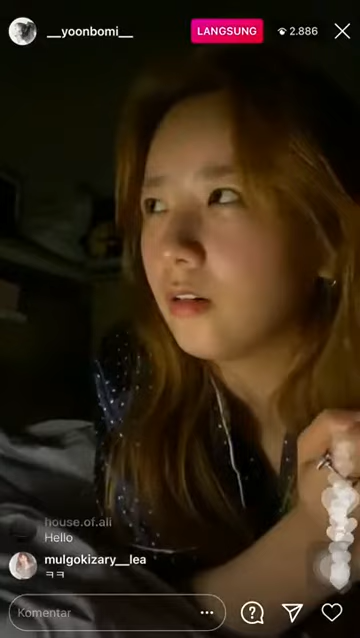 __yoonbomi__
LANGSUNG
2.886
house.of.ali
Hello
mulgokizary__lea
ㅋㅋ
Komentar